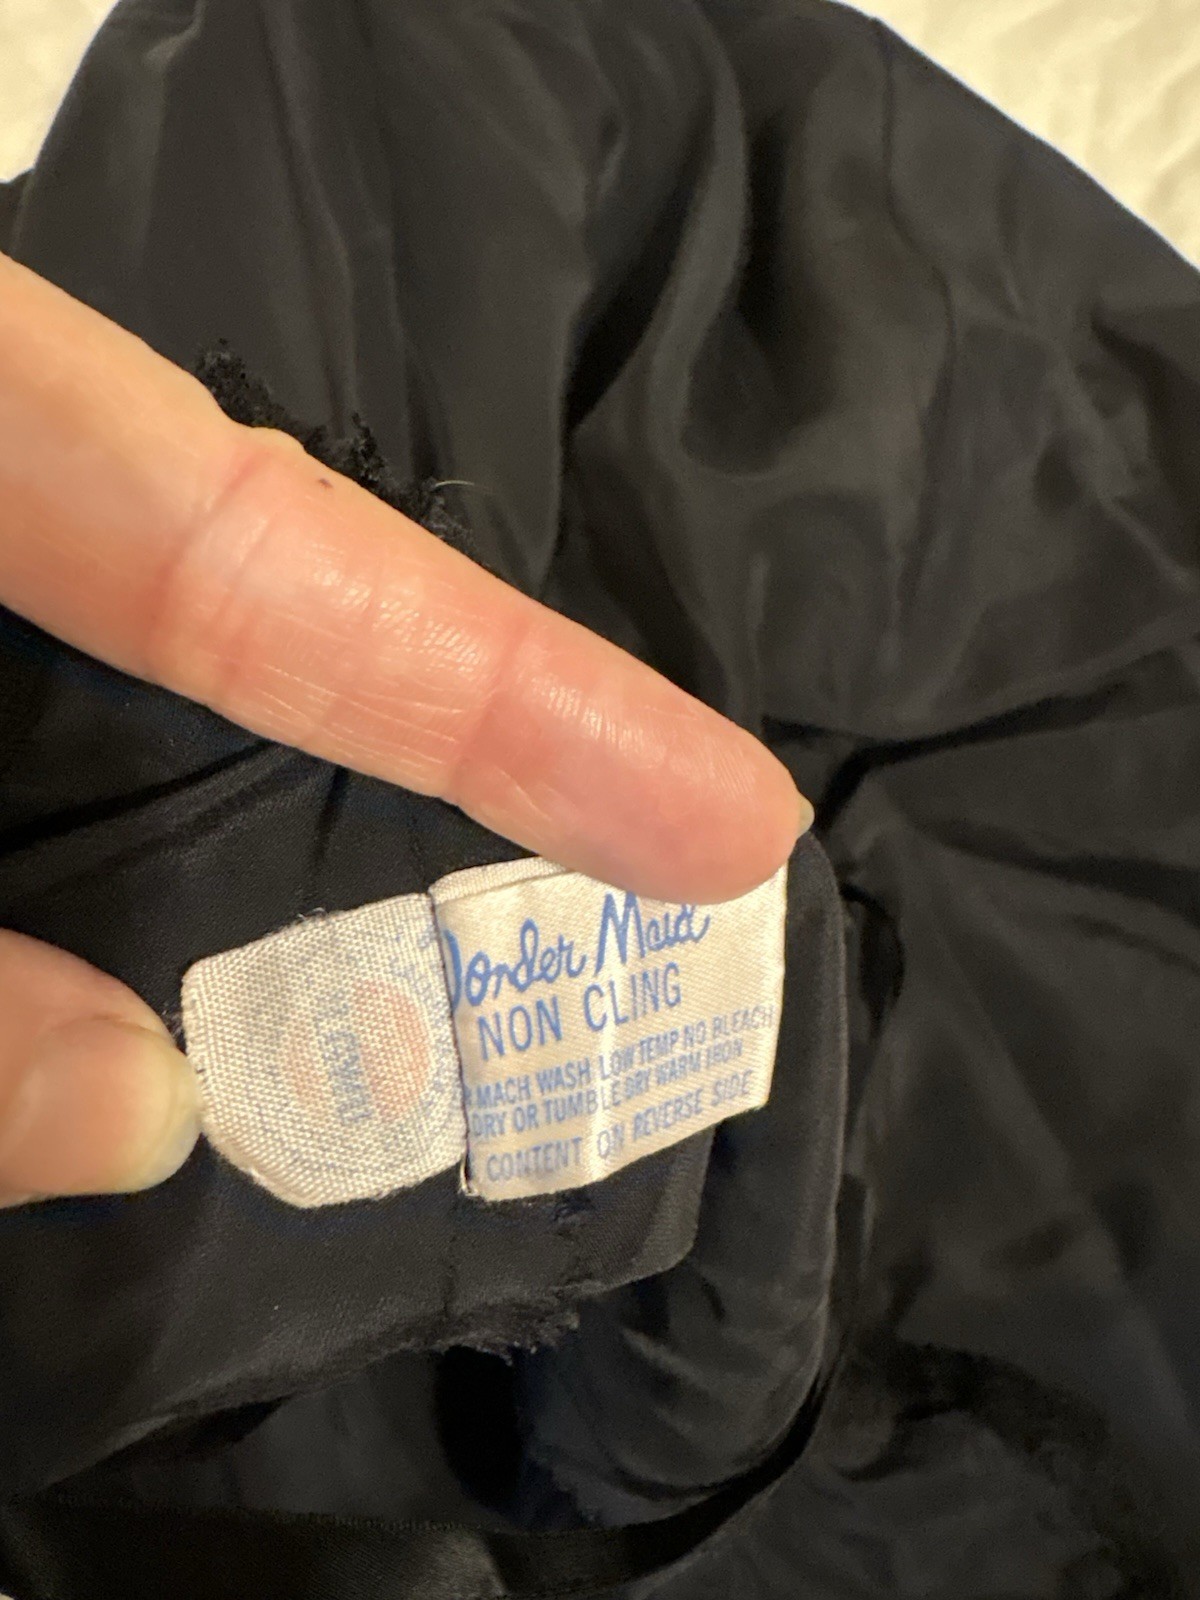 onder Maid
NON CLING
MACH WASH LOW TEMP NO BLEACH
DRY OR TUMBLE DRY WARM IRON
CONTENT ON REVERSE SIDE